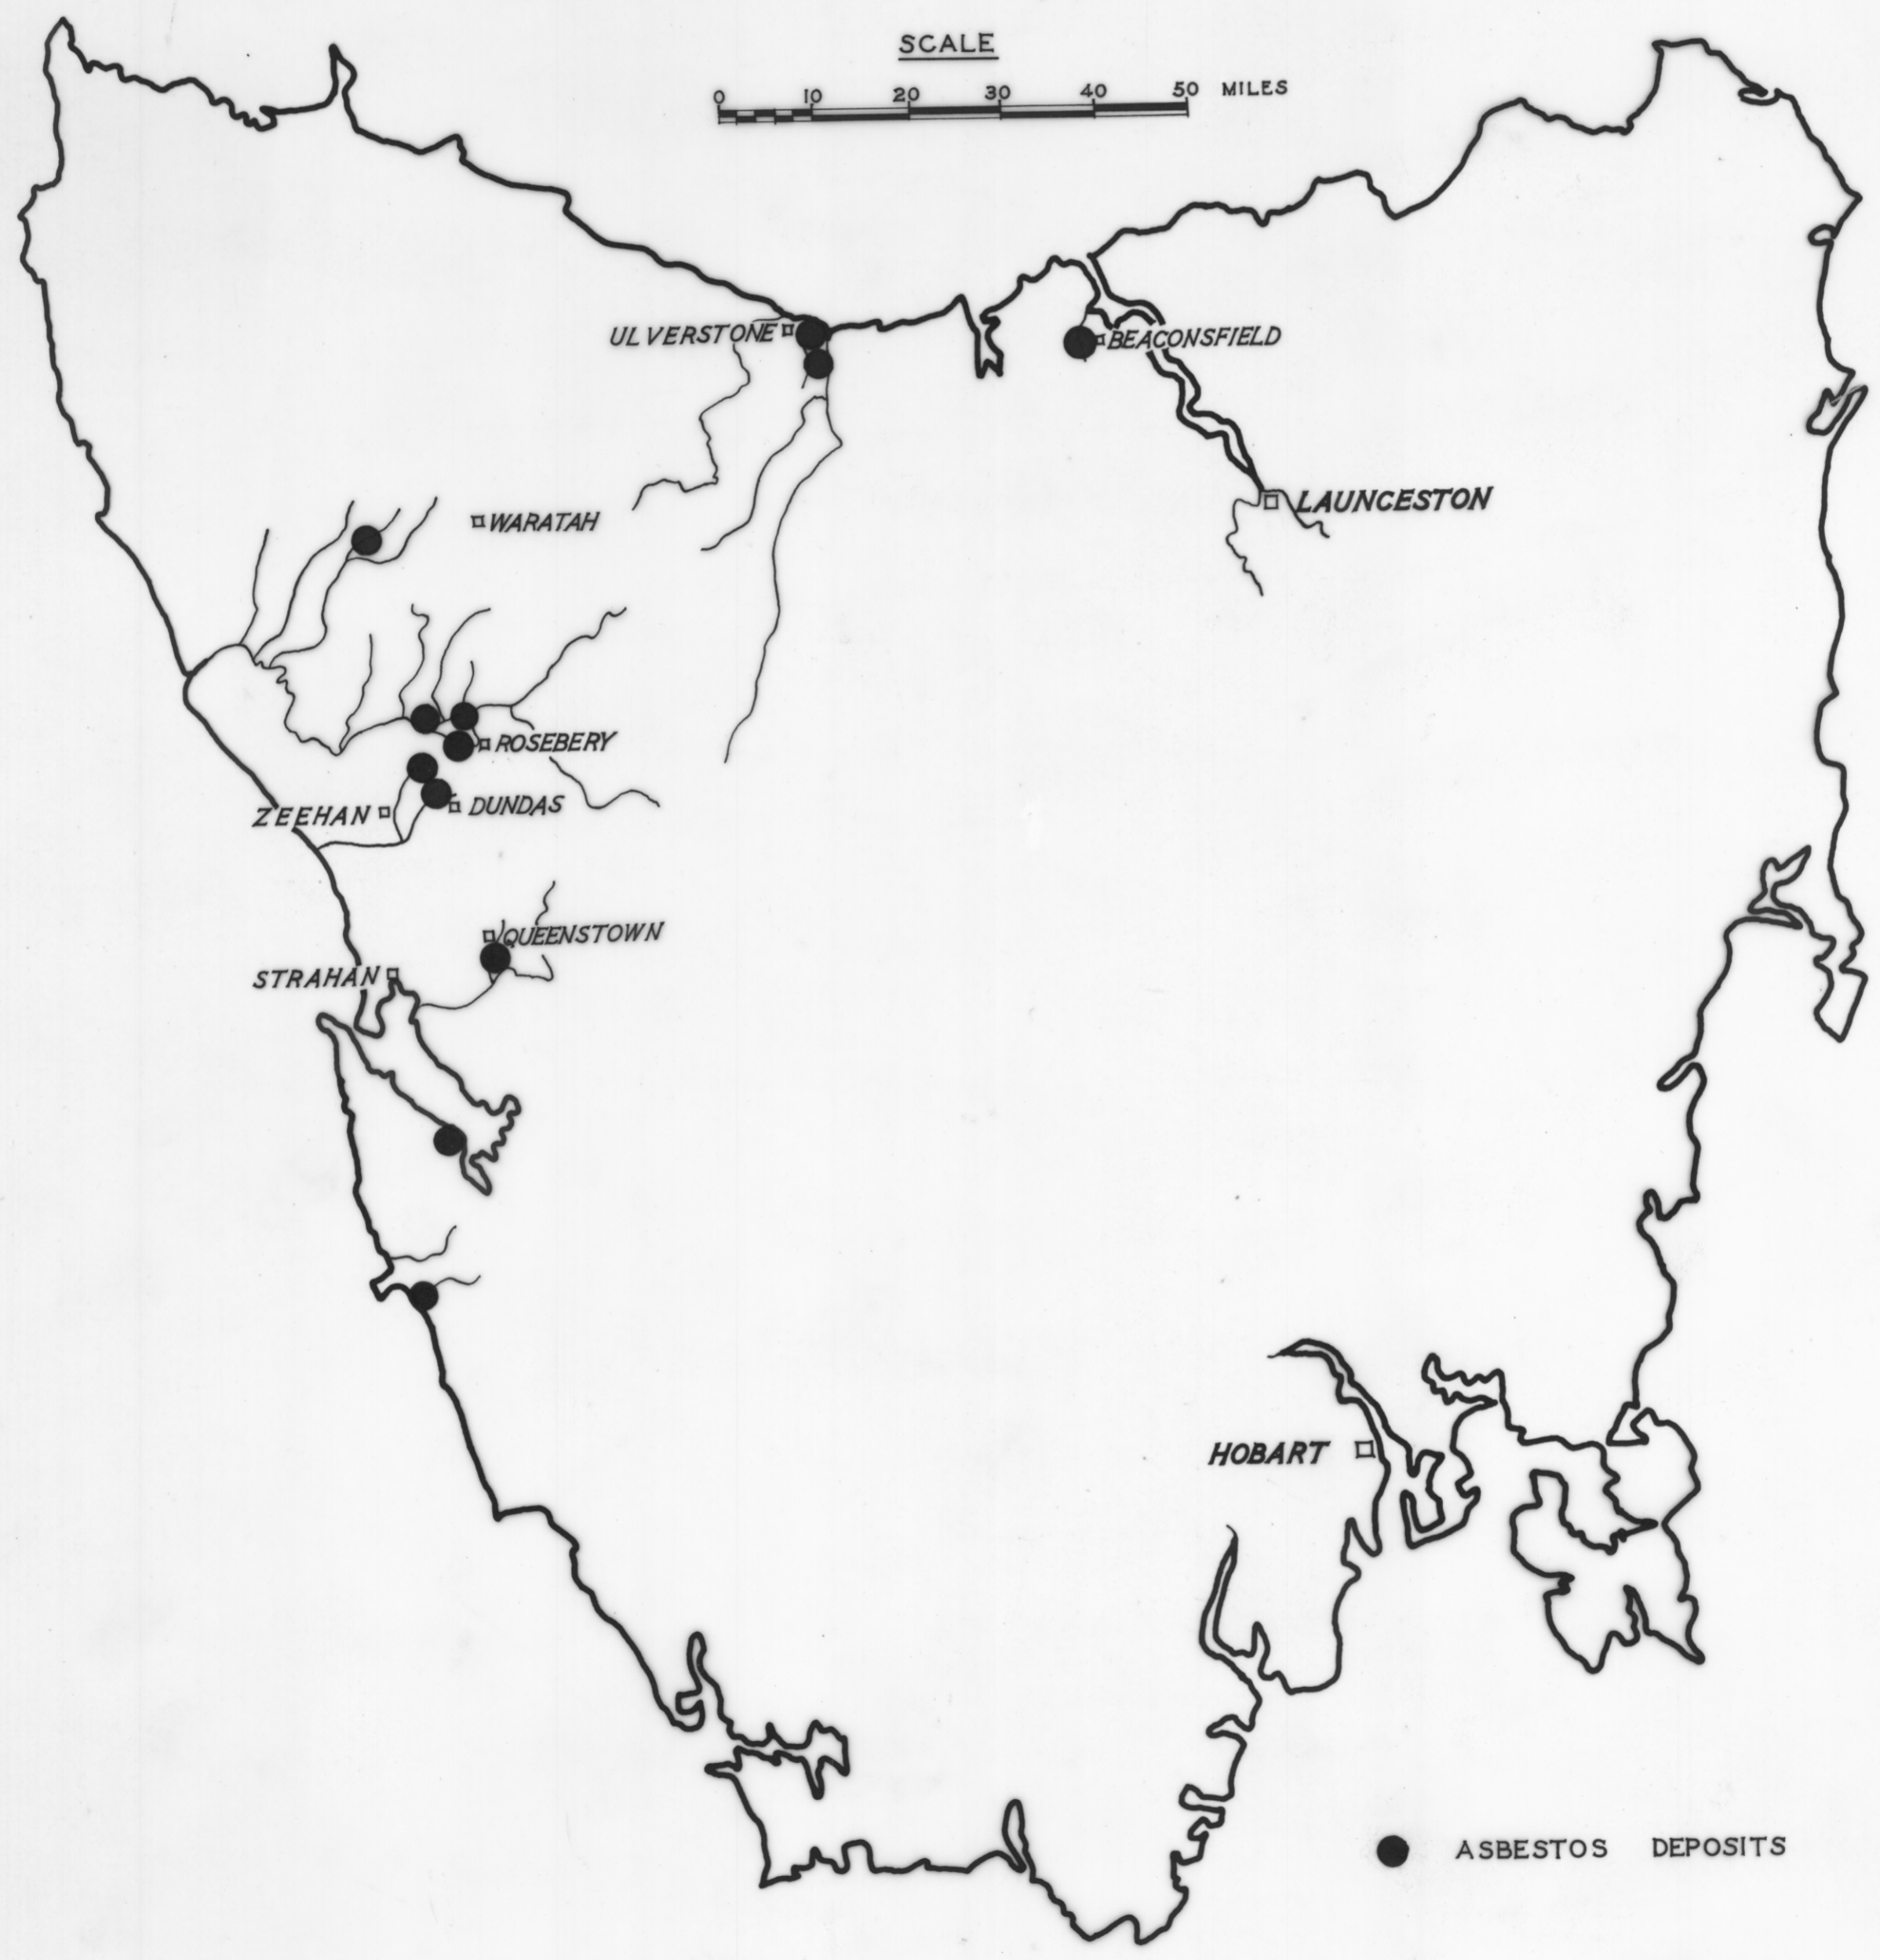 SCALE
0 10 20 30 40 50 MILES
ULVERSTONE
BEACONSFIELD
LAUNCESTON
WARATAH
ROSEBERY
ZEEHAN
DUNDAS
QUEENSTOWN
STRAHAN
HOBART
ASBESTOS DEPOSITS